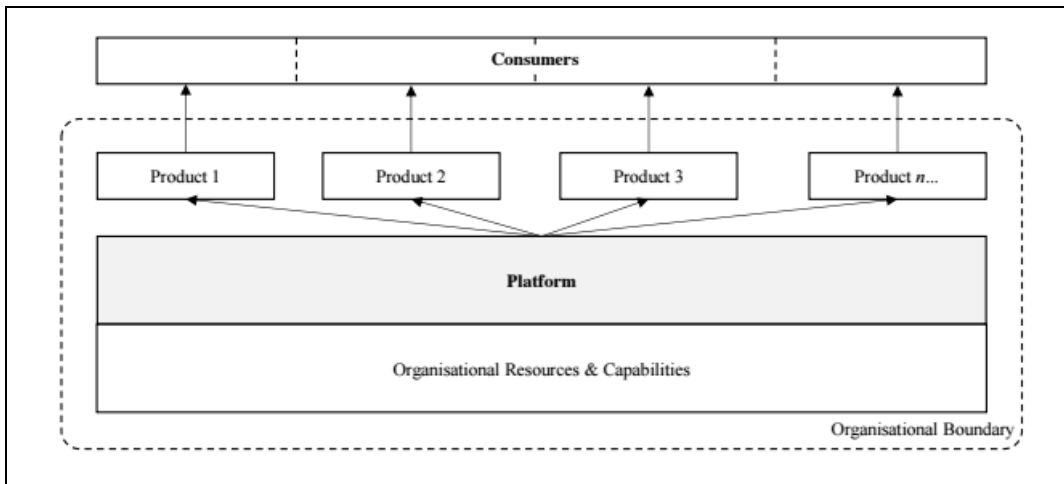 Consumers
Product 1
Product 2
Product 3
Product n...
Platform
Organisational Resources & Capabilities
Organisational Boundary